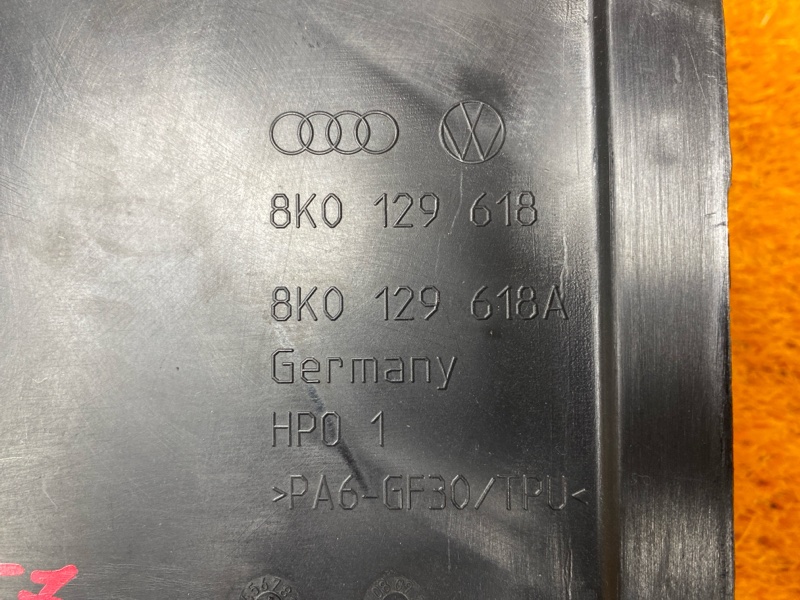 8K0 129 618
8K0 129 618A
Germany
HPO 1
>PA6-GF30/TPU<